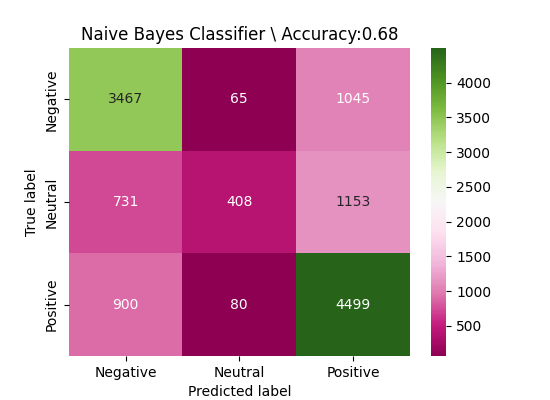 Naive Bayes Classifier \ Accuracy:0.68
True label
Negative
3467 65 1045
Neutral
731 408 1153
Positive
900 80 4499
Negative Neutral Positive
Predicted label
4000
3500
3000
2500
2000
1500
1000
500